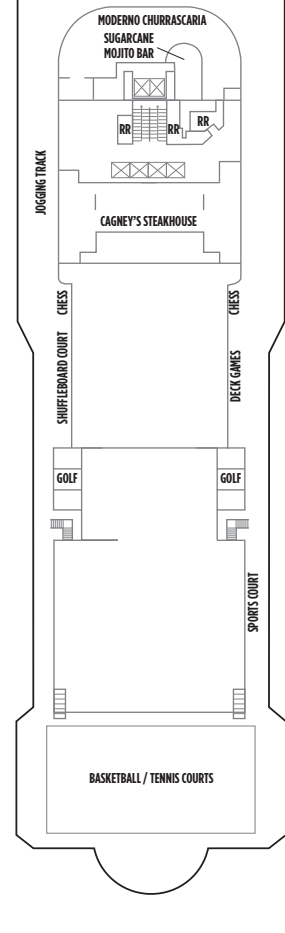 MODERNO CHURRASCARIA
SUGARCANE
MOJITO BAR
RR
RR
RR
JOGGING TRACK
CAGNEY'S STEAKHOUSE
CHESS
CHESS
SHUFFLEBOARD COURT
DECK GAMES
GOLF
GOLF
SPORTS COURT
BASKETBALL / TENNIS COURTS